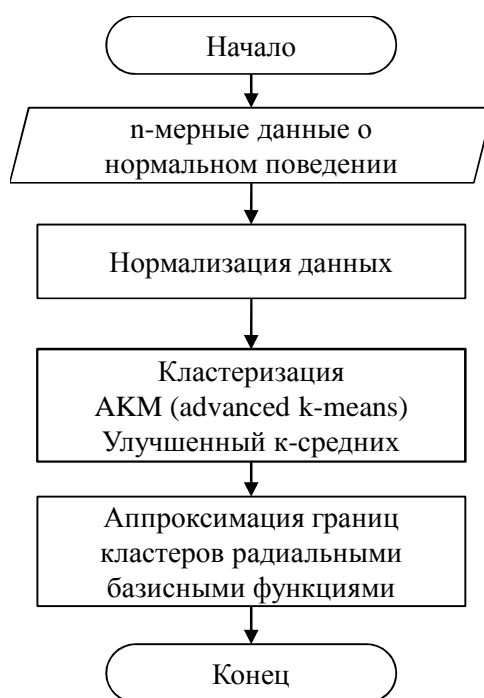 Начало
n-мерные данные о
нормальном поведении
Нормализация данных
Кластеризация
AKM (advanced k-means)
Улучшенный к-средних
Аппроксимация границ
кластеров радиальными
базисными функциями
Конец